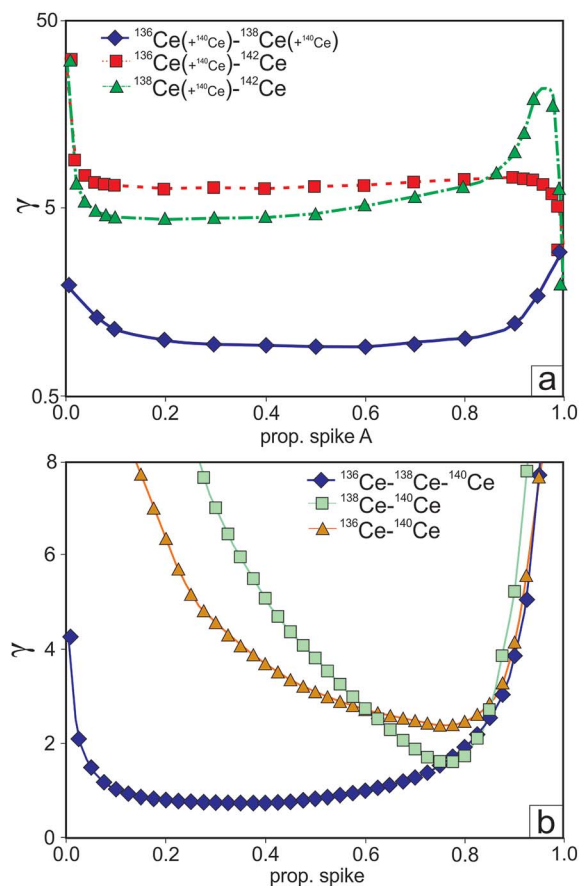 50
5
0.5
γ
¹³⁶Ce(+¹⁴⁰Ce)-¹³⁸Ce(+¹⁴⁰Ce)
¹³⁶Ce(+¹⁴⁰Ce)-¹⁴²Ce
¹³⁸Ce(+¹⁴⁰Ce)-¹⁴²Ce
a
0.0 0.2 0.4 0.6 0.8 1.0
prop. spike A
8
6
4
2
0
γ
¹³⁶Ce-¹³⁸Ce-¹⁴⁰Ce
¹³⁸Ce-¹⁴⁰Ce
¹³⁶Ce-¹⁴⁰Ce
b
0.0 0.2 0.4 0.6 0.8 1.0
prop. spike